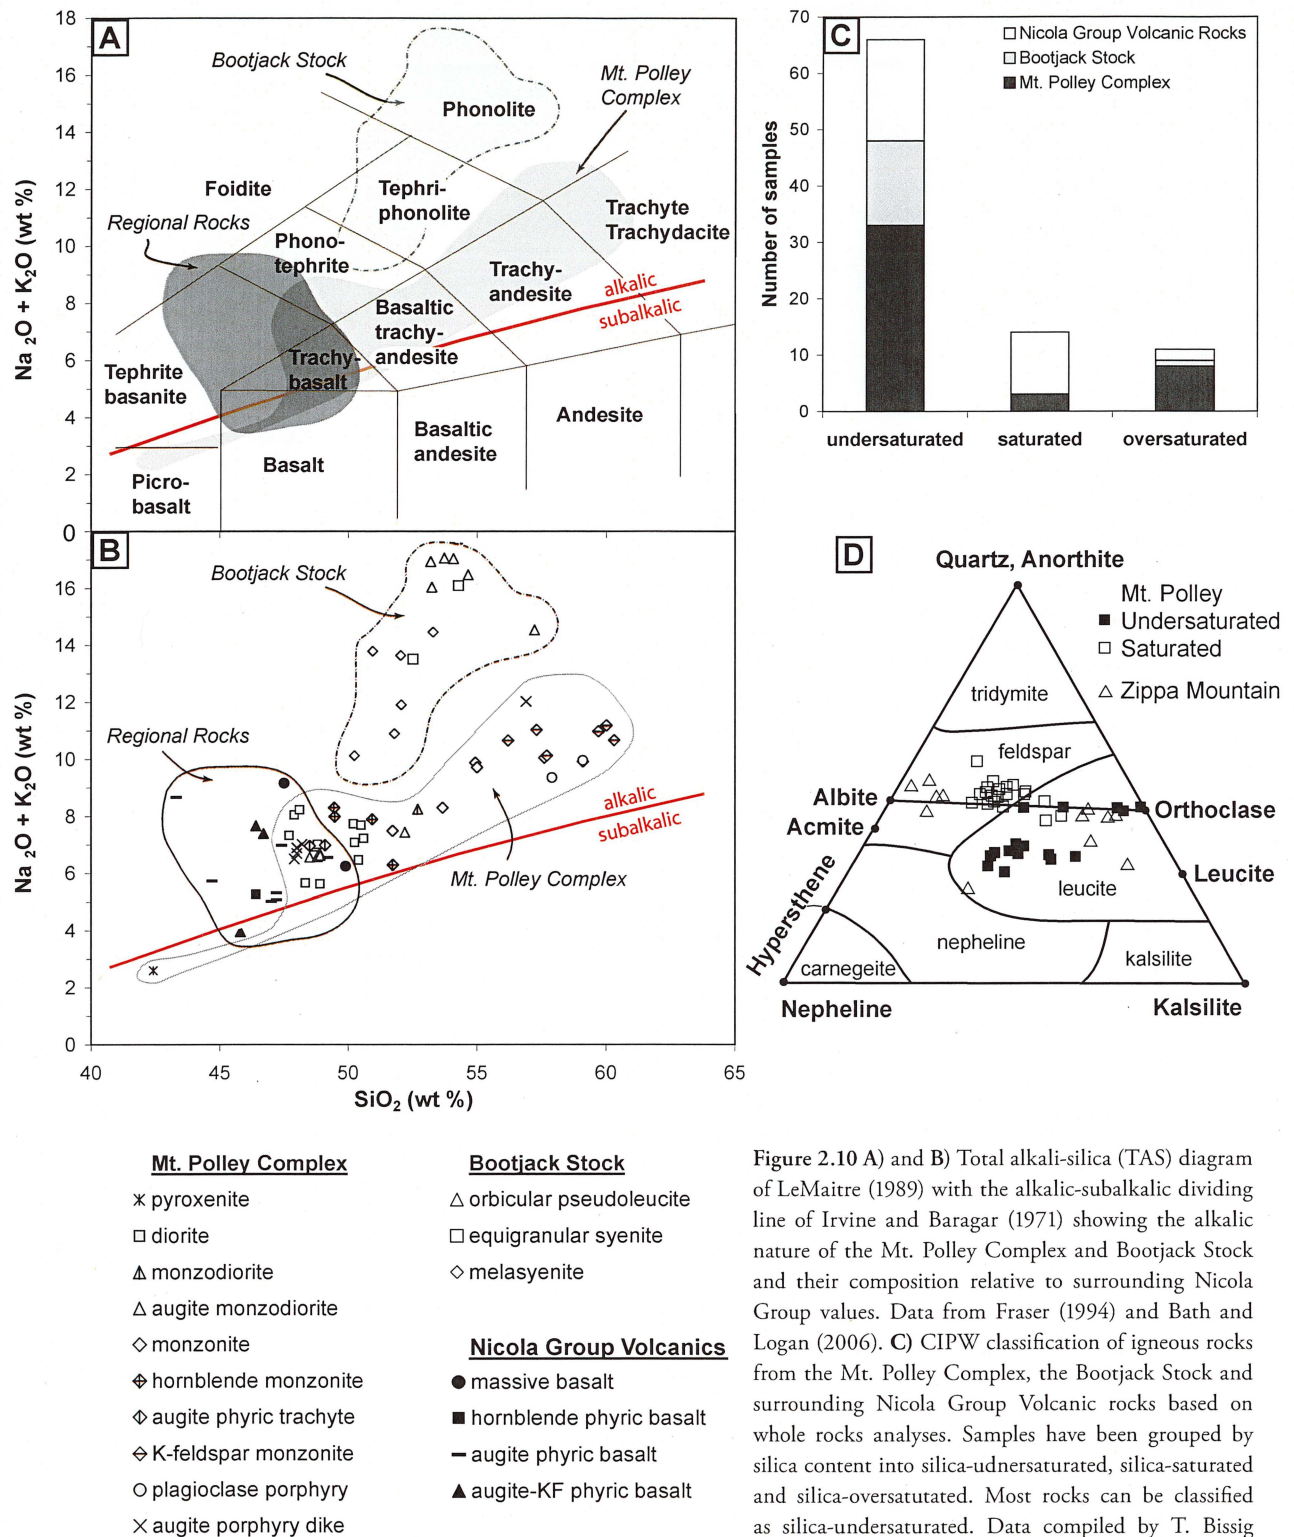 A
18
16
14
12
10
8
6
4
2
0
Na2O + K2O (wt %)
Bootjack Stock
Mt. Polley
Complex
Regional Rocks
Phonolite
Foidite
Tephri-
phonolite
Trachyte
Trachydacite
Phono-
tephrite
Trachy-
andesite
alkalic
subalkalic
Basaltic
trachy-
andesite
Trachy-
basalt
Tephrite
basanite
Basaltic
andesite
Andesite
Basalt
Picro-
basalt
B
16
14
12
10
8
6
4
2
0
Na2O + K2O (wt %)
Bootjack Stock
Regional Rocks
alkalic
subalkalic
Mt. Polley Complex
40 45 50 55 60 65
SiO2 (wt %)
C
70
60
50
40
30
20
10
0
Number of samples
Nicola Group Volcanic Rocks
Bootjack Stock
Mt. Polley Complex
undersaturated saturated oversaturated
D
Quartz, Anorthite
Mt. Polley
Undersaturated
Saturated
Zippa Mountain
tridymite
feldspar
Albite
Orthoclase
Acmite
Leucite
leucite
Hypersthene
nepheline
kalsilite
carnegeite
Nepheline
Kalsilite
Mt. Polley Complex
pyroxenite
diorite
monzodiorite
augite monzodiorite
monzonite
hornblende monzonite
augite phyric trachyte
K-feldspar monzonite
plagioclase porphyry
augite porphyry dike
Bootjack Stock
orbicular pseudoleucite
equigranular syenite
melasyenite
Nicola Group Volcanics
massive basalt
hornblende phyric basalt
augite phyric basalt
augite-KF phyric basalt
Figure 2.10 A) and B) Total alkali-silica (TAS) diagram
of LeMaitre (1989) with the alkalic-subalkalic dividing
line of Irvine and Baragar (1971) showing the alkalic
nature of the Mt. Polley Complex and Bootjack Stock
and their composition relative to surrounding Nicola
Group values. Data from Fraser (1994) and Bath and
Logan (2006). C) CIPW classification of igneous rocks
from the Mt. Polley Complex, the Bootjack Stock and
surrounding Nicola Group Volcanic rocks based on
whole rocks analyses. Samples have been grouped by
silica content into silica-udnersaturated, silica-saturated
and silica-oversatutated. Most rocks can be classified
as silica-undersaturated. Data compiled by T. Bissig